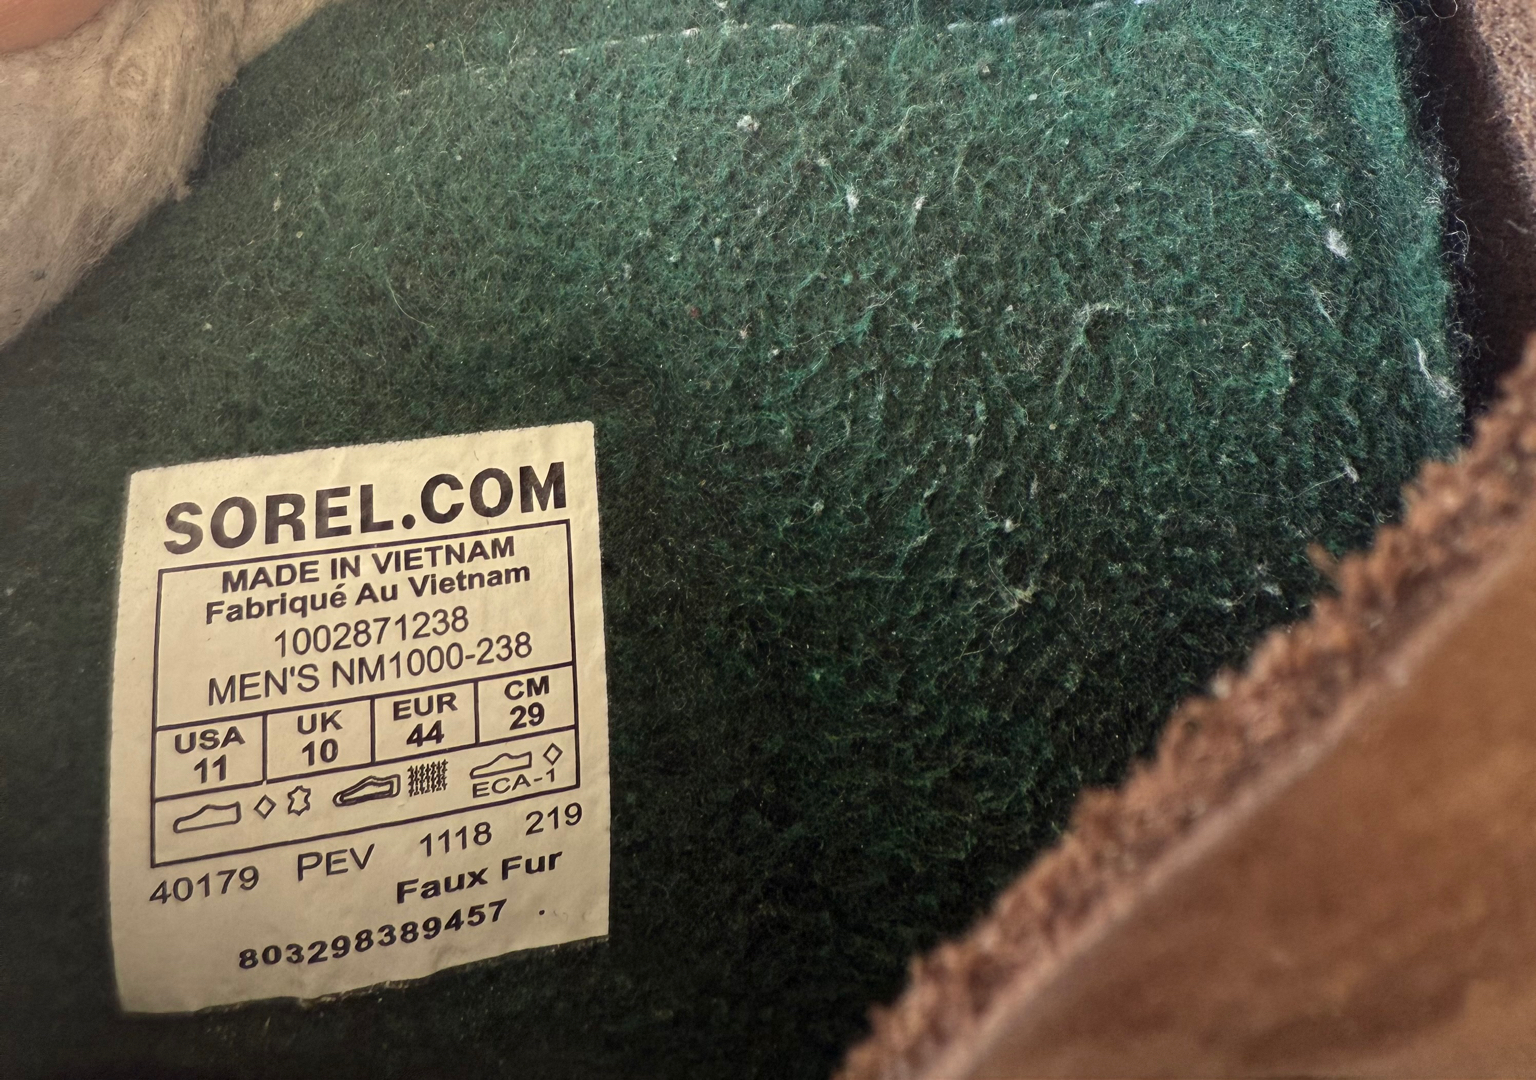 SOREL.COM
MADE IN VIETNAM
Fabriqué Au Vietnam
1002871238
MEN'S NM1000-238
USA UK EUR CM
11 10 44 29
ECA-1
40179 PEV 1118 219
Faux Fur
803298389457